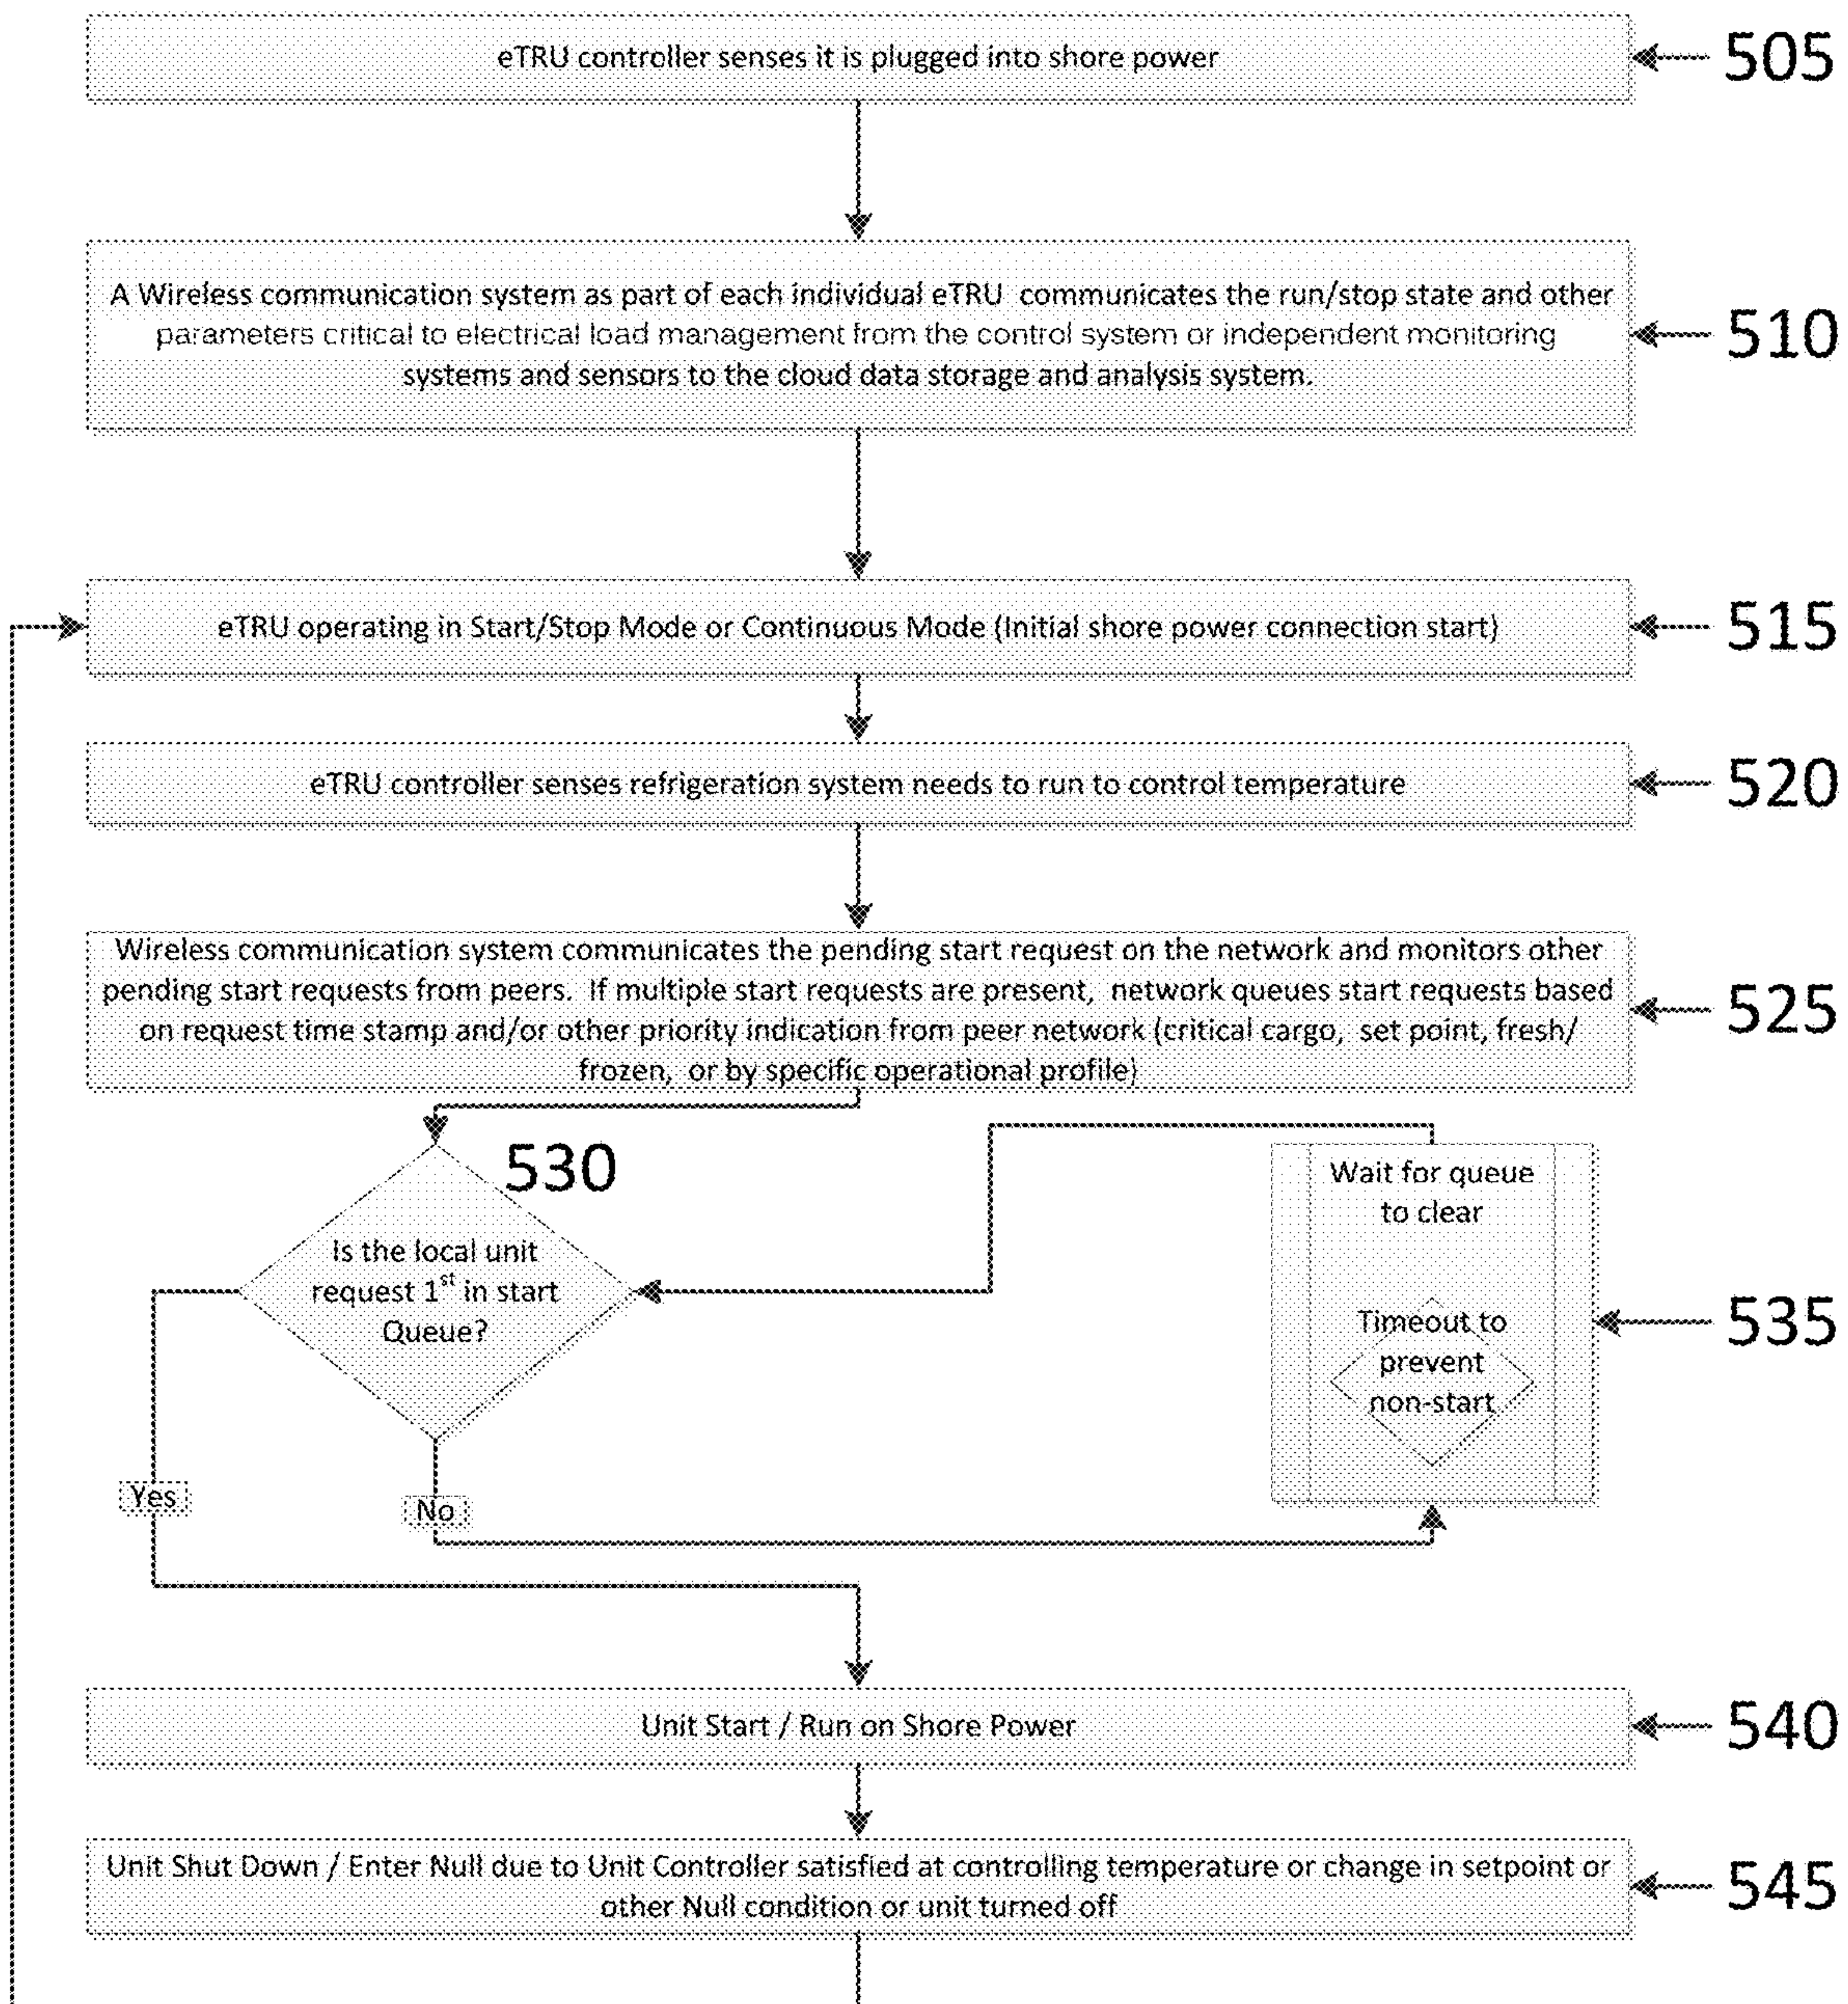 eTRU controller senses it is plugged into shore power
505
A Wireless communication system as part of each individual eTRU communicates the run/stop state and other
parameters critical to electrical load management from the control system or independent monitoring
systems and sensors to the cloud data storage and analysis system.
510
eTRU operating in Start/Stop Mode or Continuous Mode (Initial shore power connection start)
515
eTRU controller senses refrigeration system needs to run to control temperature
520
Wireless communication system communicates the pending start request on the network and monitors other
pending start requests from peers. If multiple start requests are present, network queues start requests based
on request time stamp and/or other priority indication from peer network (critical cargo, set point, fresh/
frozen, or by specific operational profile)
525
530
Is the local unit
request 1st in start
Queue?
Yes
No
Wait for queue
to clear
Timeout to
prevent
non-start
535
Unit Start / Run on Shore Power
540
Unit Shut Down / Enter Null due to Unit Controller satisfied at controlling temperature or change in setpoint or
other Null condition or unit turned off
545